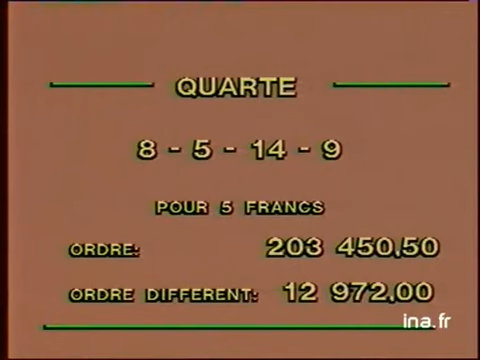 QUARTE
8 - 5 - 14 - 9
POUR 5 FRANCS
ORDRE: 203 450,50
ORDRE DIFFERENT: 12 972,00
ina.fr